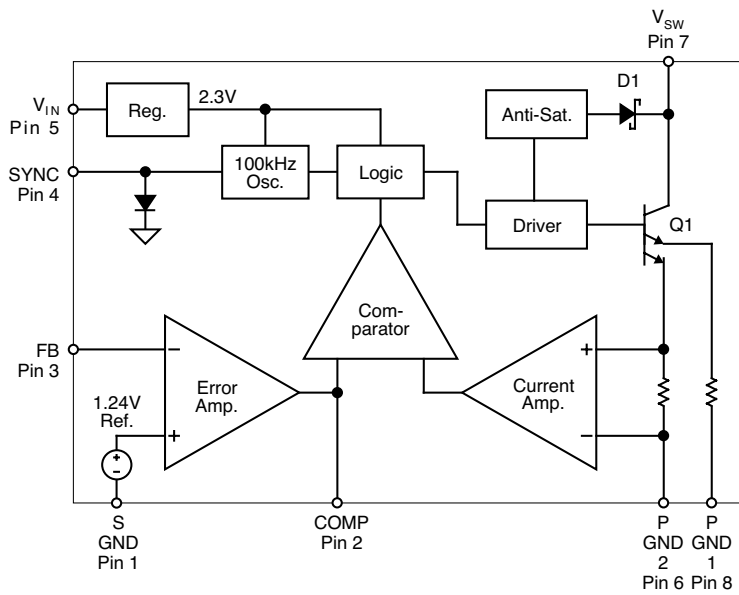 V_SW
Pin 7
D1
V_IN
Pin 5
Reg.
2.3V
Anti-Sat.
SYNC
Pin 4
100kHz
Osc.
Logic
Driver
Q1
Com-
parator
FB
Pin 3
−
+
Error
Amp.
Current
Amp.
+
−
1.24V
Ref.
+
−
S
GND
Pin 1
COMP
Pin 2
P
GND
2
Pin 6
P
GND
1
Pin 8